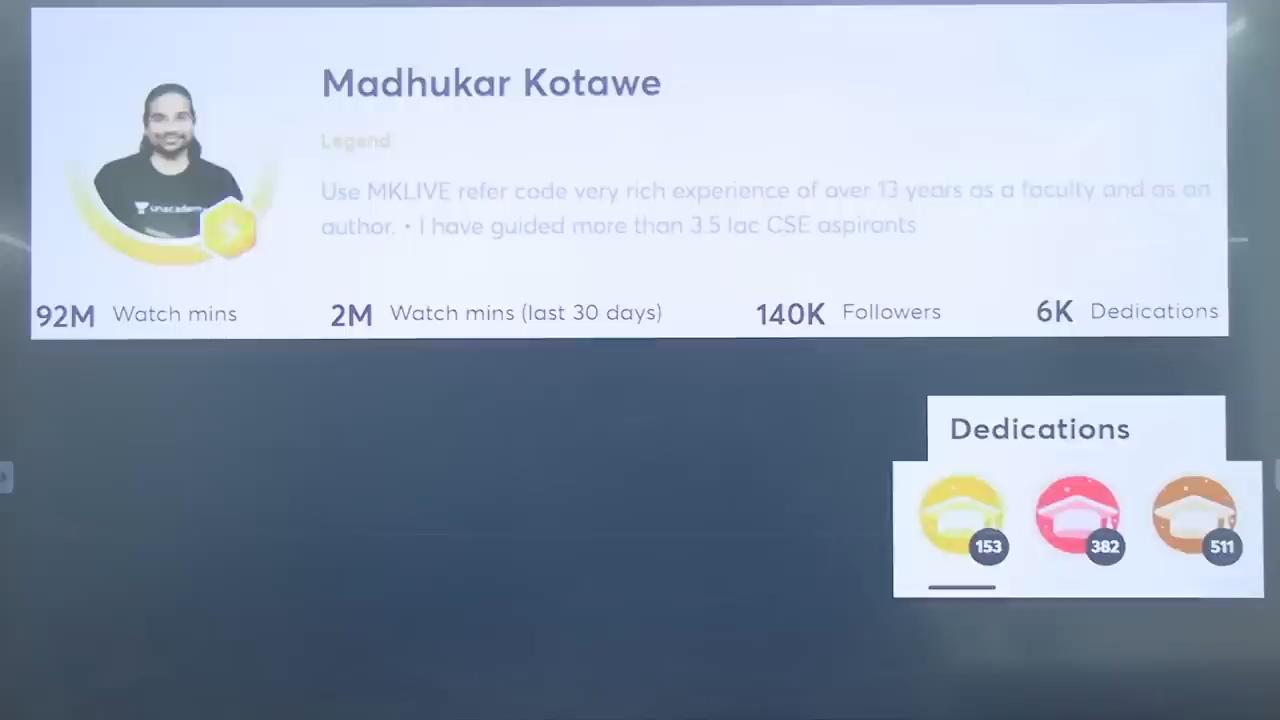 Madhukar Kotawe
Legend
Use MKLIVE refer code very rich experience of over 13 years as a faculty and as an
author. • I have guided more than 3.5 lac CSE aspirants
unacademy
92M Watch mins 2M Watch mins (last 30 days) 140K Followers 6K Dedications
Dedications
153 382 511